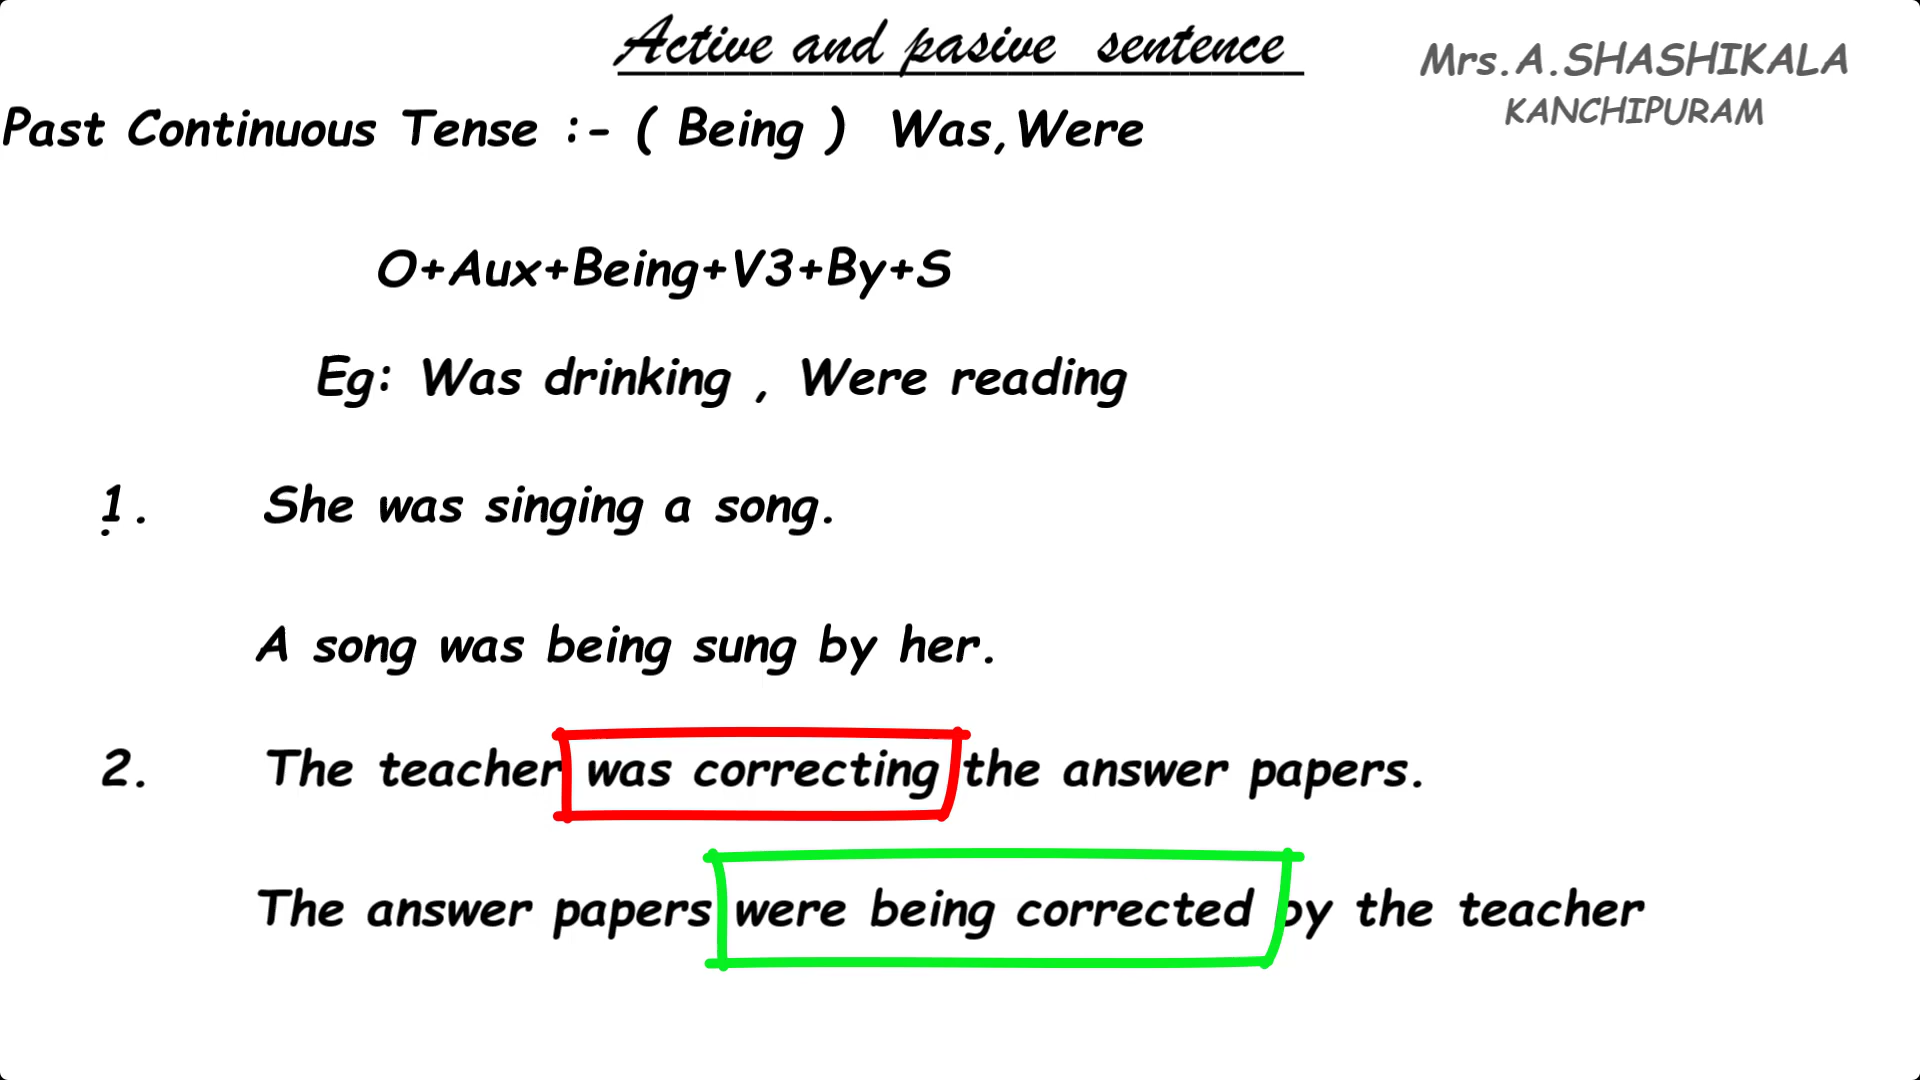 Active and pasive sentence
Mrs.A.SHASHIKALA
KANCHIPURAM
Past Continuous Tense :- ( Being ) Was,Were
O+Aux+Being+V3+By+S
Eg: Was drinking , Were reading
1. She was singing a song.
A song was being sung by her.
2. The teacher was correcting the answer papers.
The answer papers were being corrected by the teacher